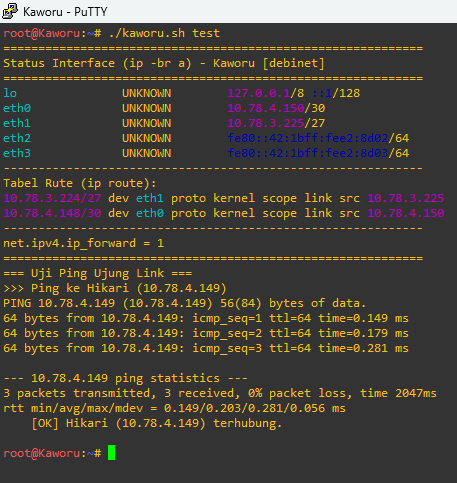 Kaworu - PuTTY
root@Kaworu:~# ./kaworu.sh test
======================================================
Status Interface (ip -br a) - Kaworu [debinet]
======================================================
lo UNKNOWN 127.0.0.1/8 ::1/128
eth0 UNKNOWN 10.78.4.150/30
eth1 UNKNOWN 10.78.3.225/27
eth2 UNKNOWN fe80::42:1bff:fee2:8d02/64
eth3 UNKNOWN fe80::42:1bff:fee2:8d03/64
------------------------------------------------------
Tabel Rute (ip route):
10.78.3.224/27 dev eth1 proto kernel scope link src 10.78.3.225
10.78.4.148/30 dev eth0 proto kernel scope link src 10.78.4.150
------------------------------------------------------
net.ipv4.ip_forward = 1
======================================================
=== Uji Ping Ujung Link ===
>>> Ping ke Hikari (10.78.4.149)
PING 10.78.4.149 (10.78.4.149) 56(84) bytes of data.
64 bytes from 10.78.4.149: icmp_seq=1 ttl=64 time=0.149 ms
64 bytes from 10.78.4.149: icmp_seq=2 ttl=64 time=0.179 ms
64 bytes from 10.78.4.149: icmp_seq=3 ttl=64 time=0.281 ms
--- 10.78.4.149 ping statistics ---
3 packets transmitted, 3 received, 0% packet loss, time 2047ms
rtt min/avg/max/mdev = 0.149/0.203/0.281/0.056 ms
[OK] Hikari (10.78.4.149) terhubung.
root@Kaworu:~#